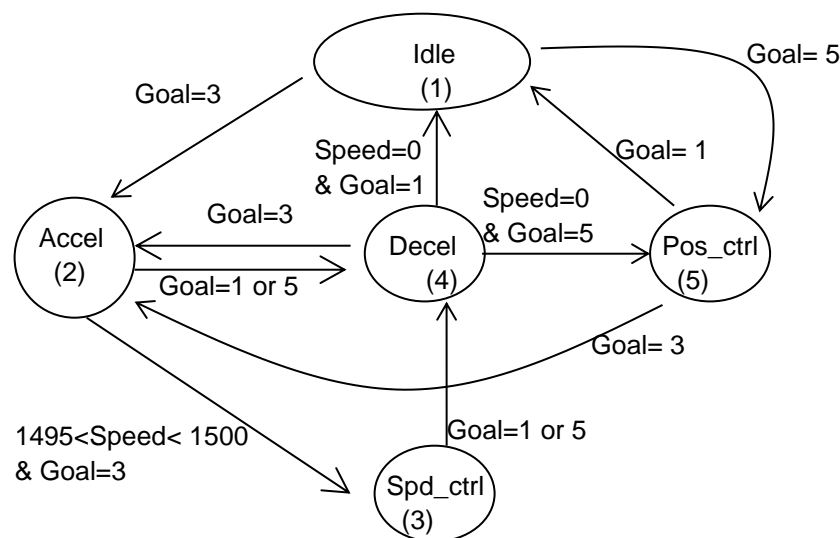 Idle
(1)
Goal= 5
Goal=3
Speed=0
& Goal=1
Goal= 1
Goal=3
Speed=0
& Goal=5
Accel
(2)
Decel
(4)
Pos_ctrl
(5)
Goal=1 or 5
Goal= 3
1495<Speed< 1500
& Goal=3
Goal=1 or 5
Spd_ctrl
(3)